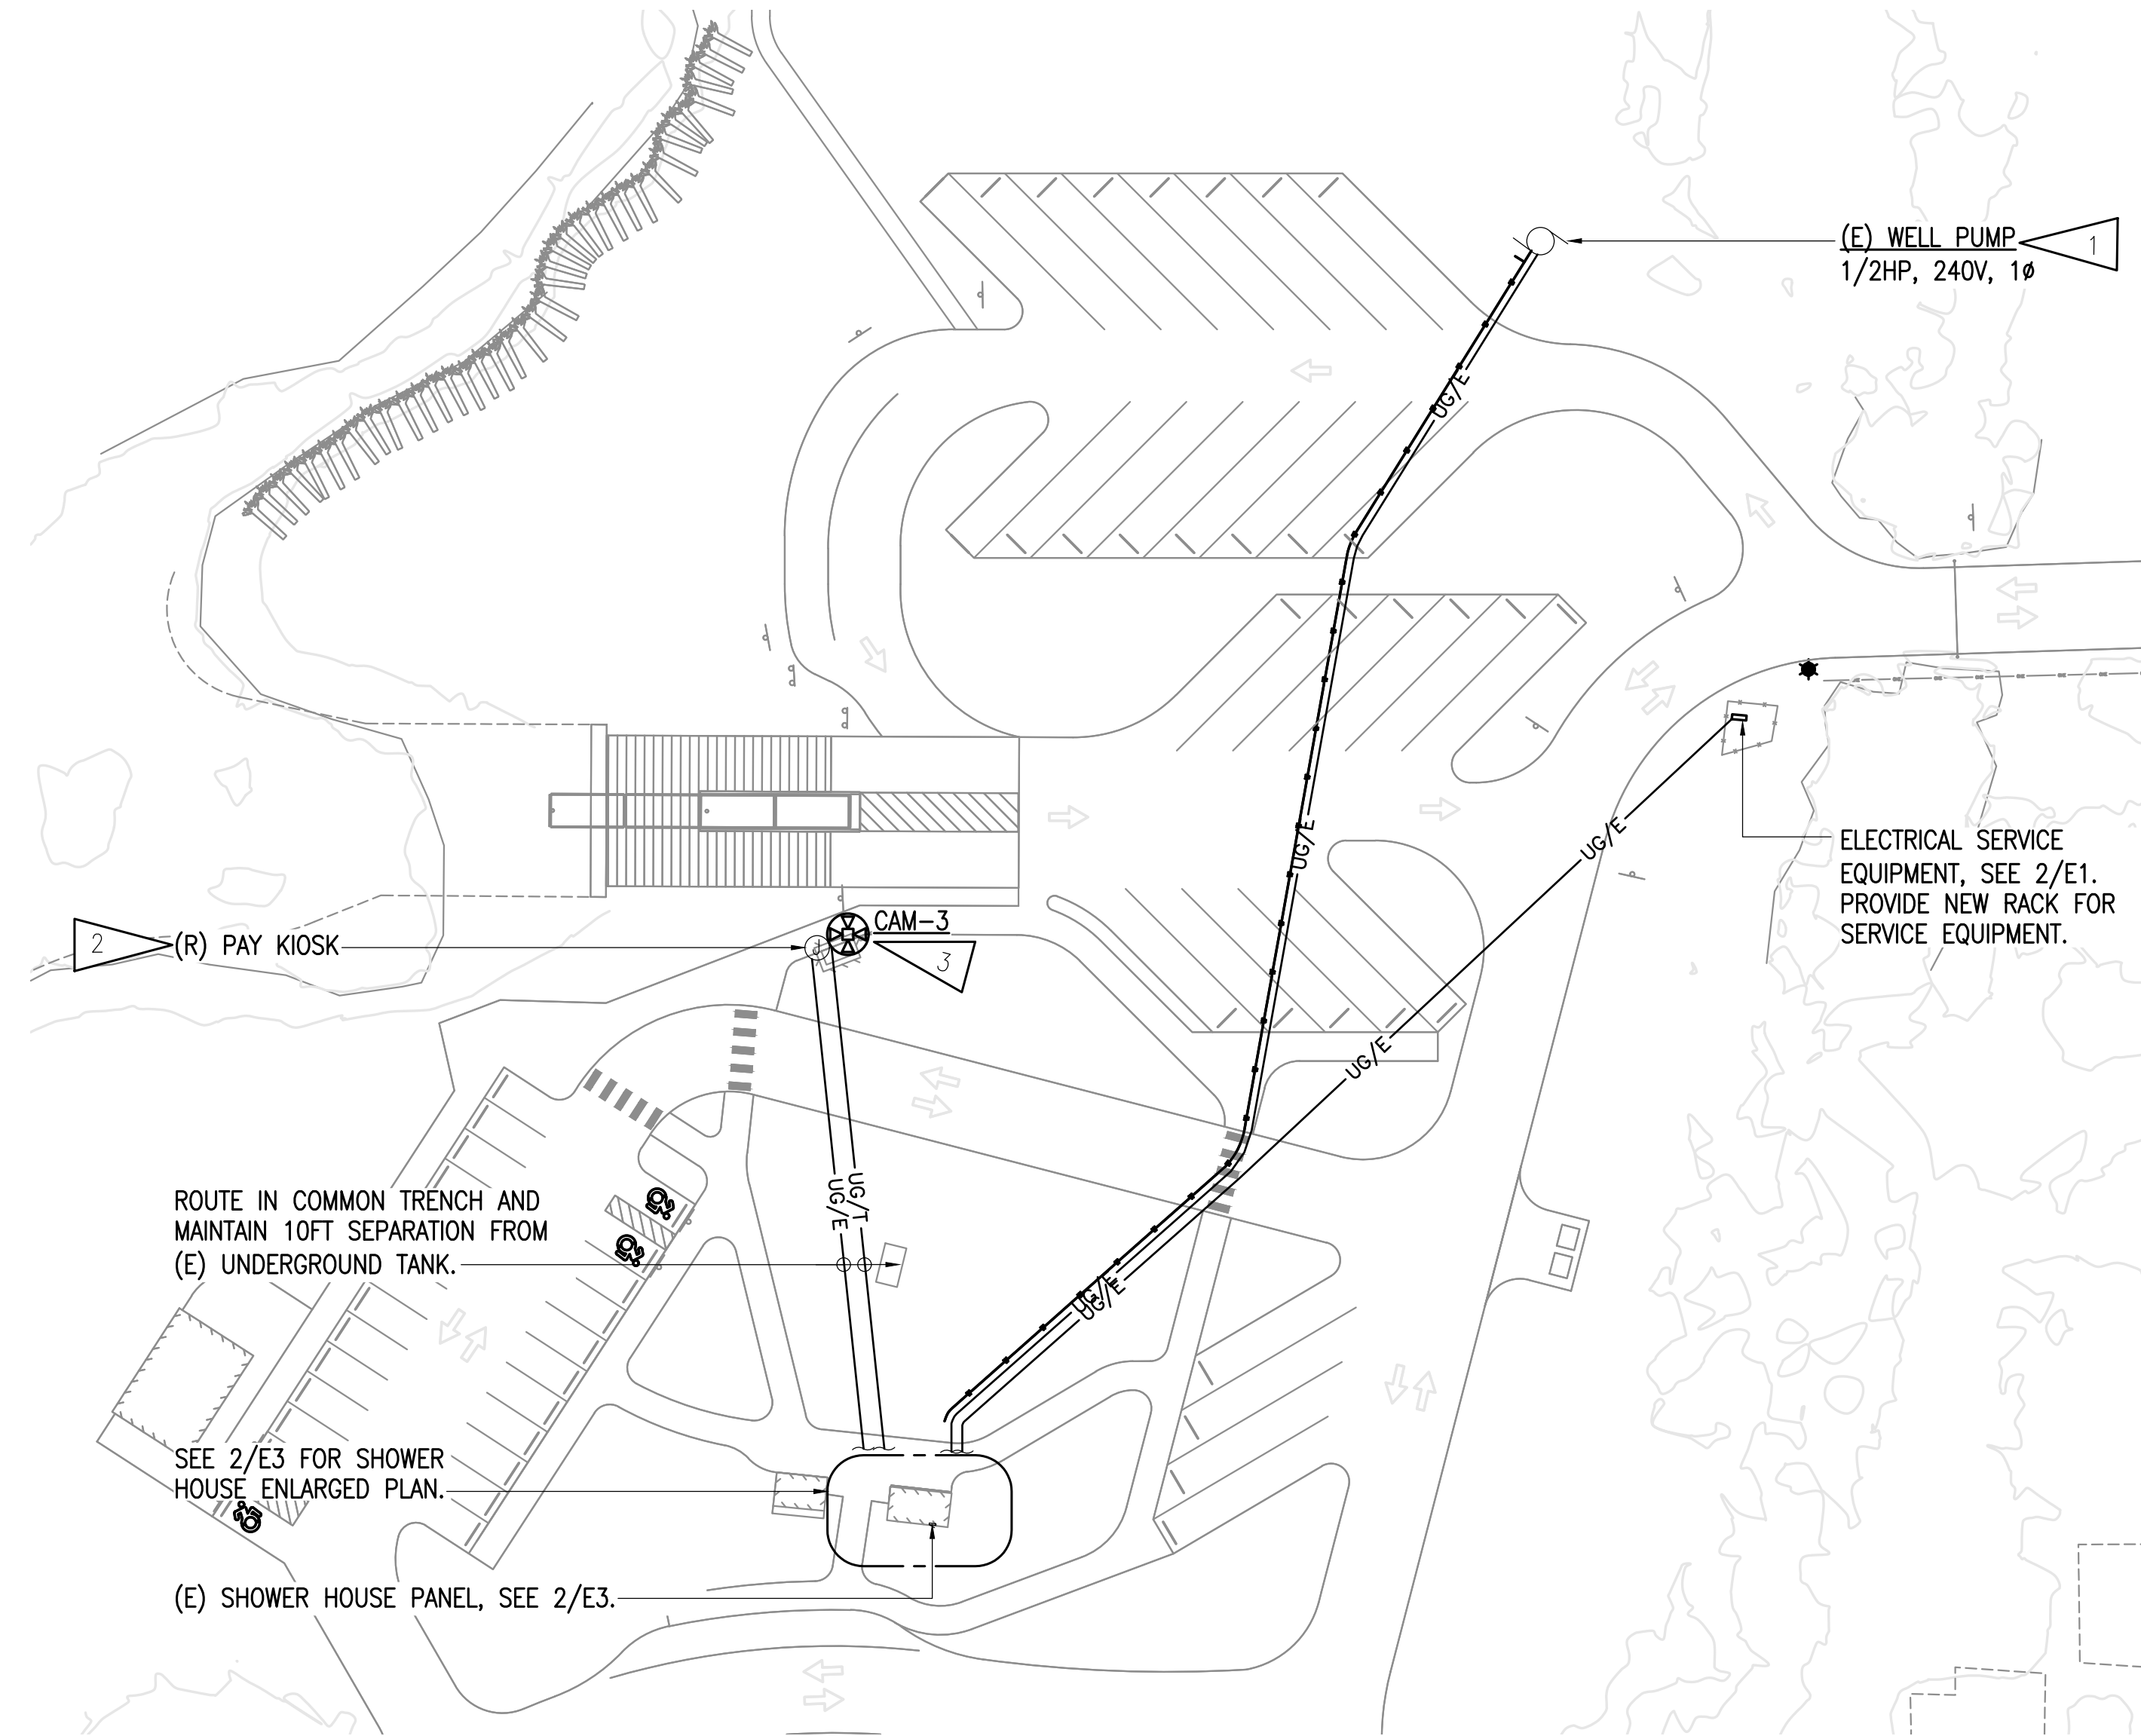 (E) WELL PUMP
1/2HP, 240V, 1ø
1
UG/E
UG/E
UG/E
ELECTRICAL SERVICE
EQUIPMENT, SEE 2/E1.
PROVIDE NEW RACK FOR
SERVICE EQUIPMENT.
2
(R) PAY KIOSK
CAM-3
3
UG/E
UG/E
UG/T
ROUTE IN COMMON TRENCH AND
MAINTAIN 10FT SEPARATION FROM
(E) UNDERGROUND TANK.
UG/E
UG/E
SEE 2/E3 FOR SHOWER
HOUSE ENLARGED PLAN.
(E) SHOWER HOUSE PANEL, SEE 2/E3.